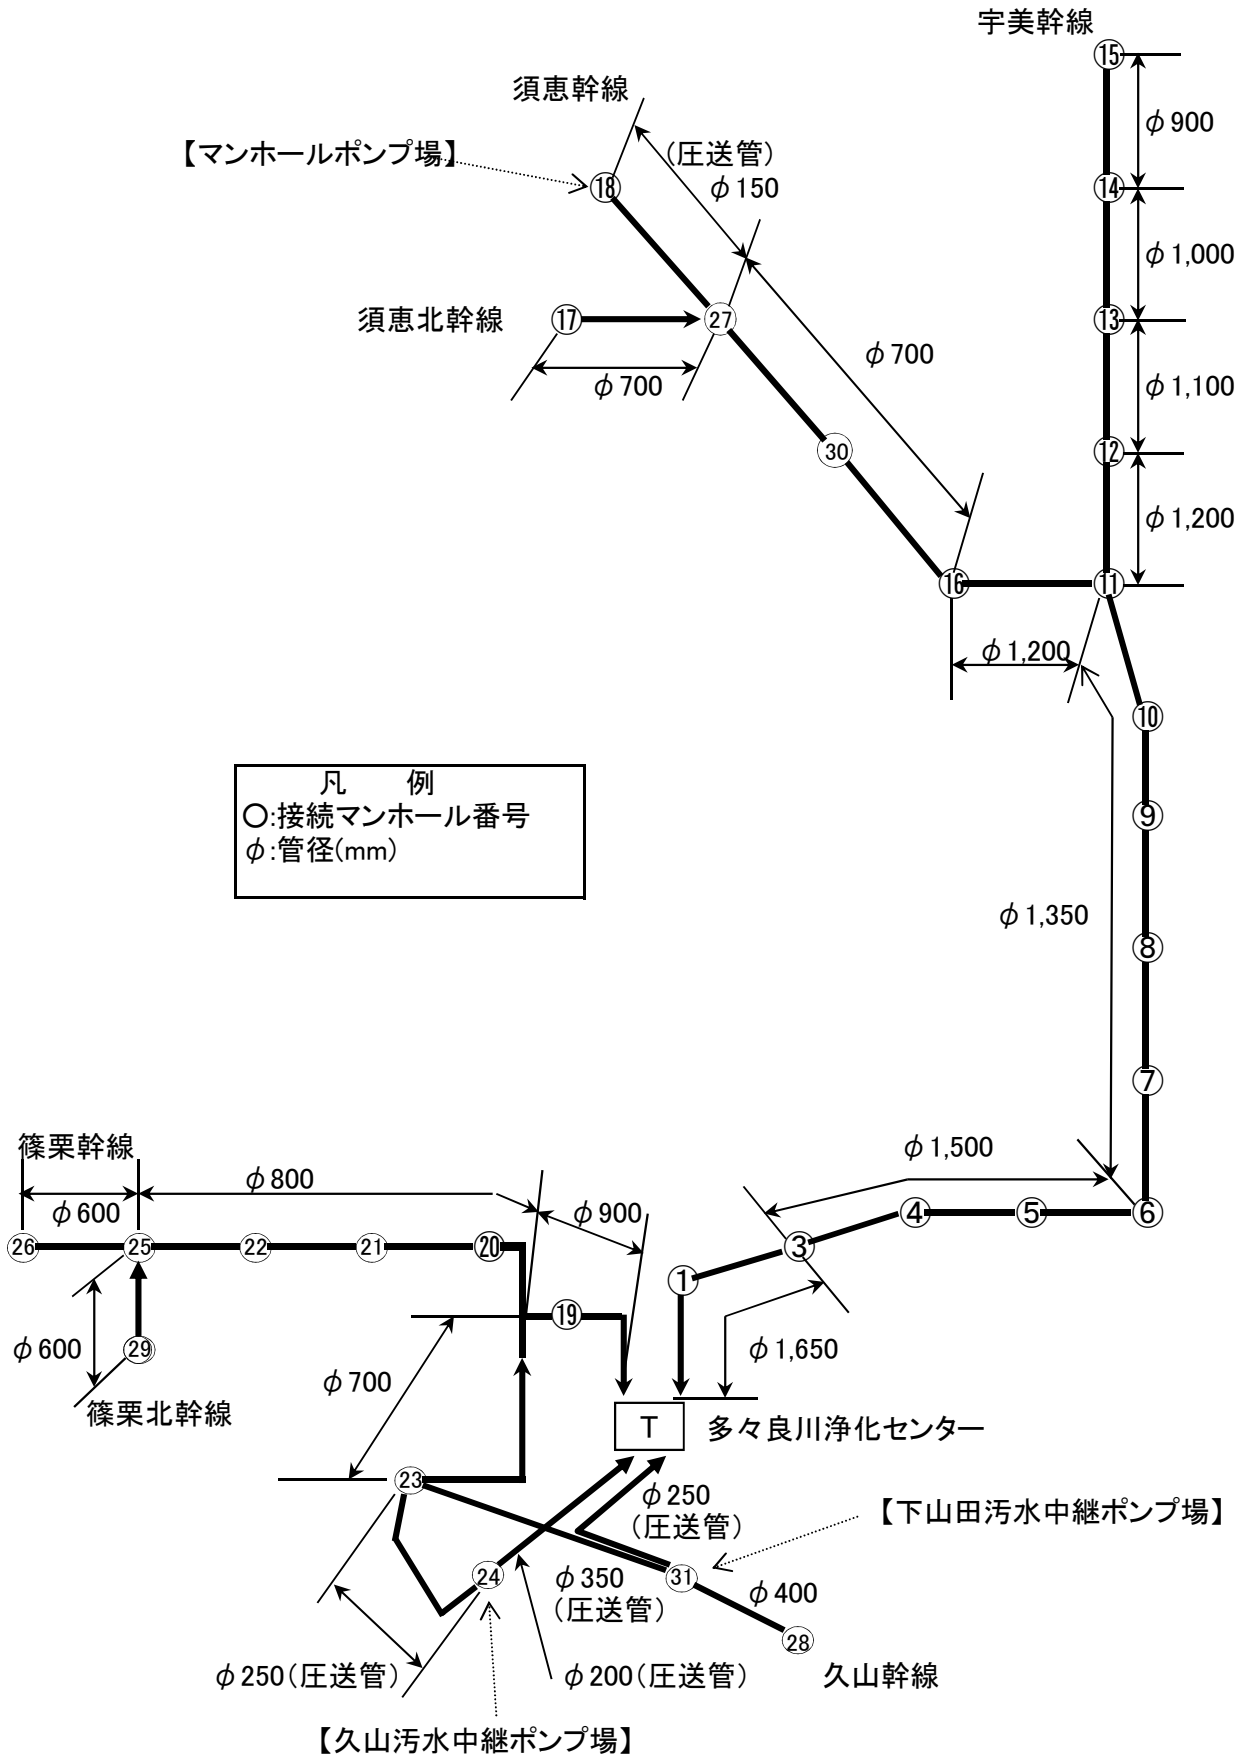 宇美幹線
⑮
須恵幹線
φ900
【マンホールポンプ場】
(圧送管)
⑱
φ150
⑭
φ1,000
須恵北幹線
⑰
㉗
⑬
φ700
φ700
φ1,100
㉚
⑫
φ1,200
⑯
⑪
φ1,200
⑩
凡　例
○:接続マンホール番号
φ:管径(mm)
⑨
φ1,350
⑧
⑦
篠栗幹線
φ1,500
φ800
φ600
φ900
④
⑤
⑥
㉖
㉕
㉒
㉑
⑳
③
①
⑲
φ600
㉙
φ1,650
φ700
篠栗北幹線
T
多々良川浄化センター
㉓
φ250
(圧送管)
【下山田汚水中継ポンプ場】
㉔
φ350
(圧送管)
㉛
φ400
㉘
φ250(圧送管)
φ200(圧送管)
久山幹線
【久山汚水中継ポンプ場】